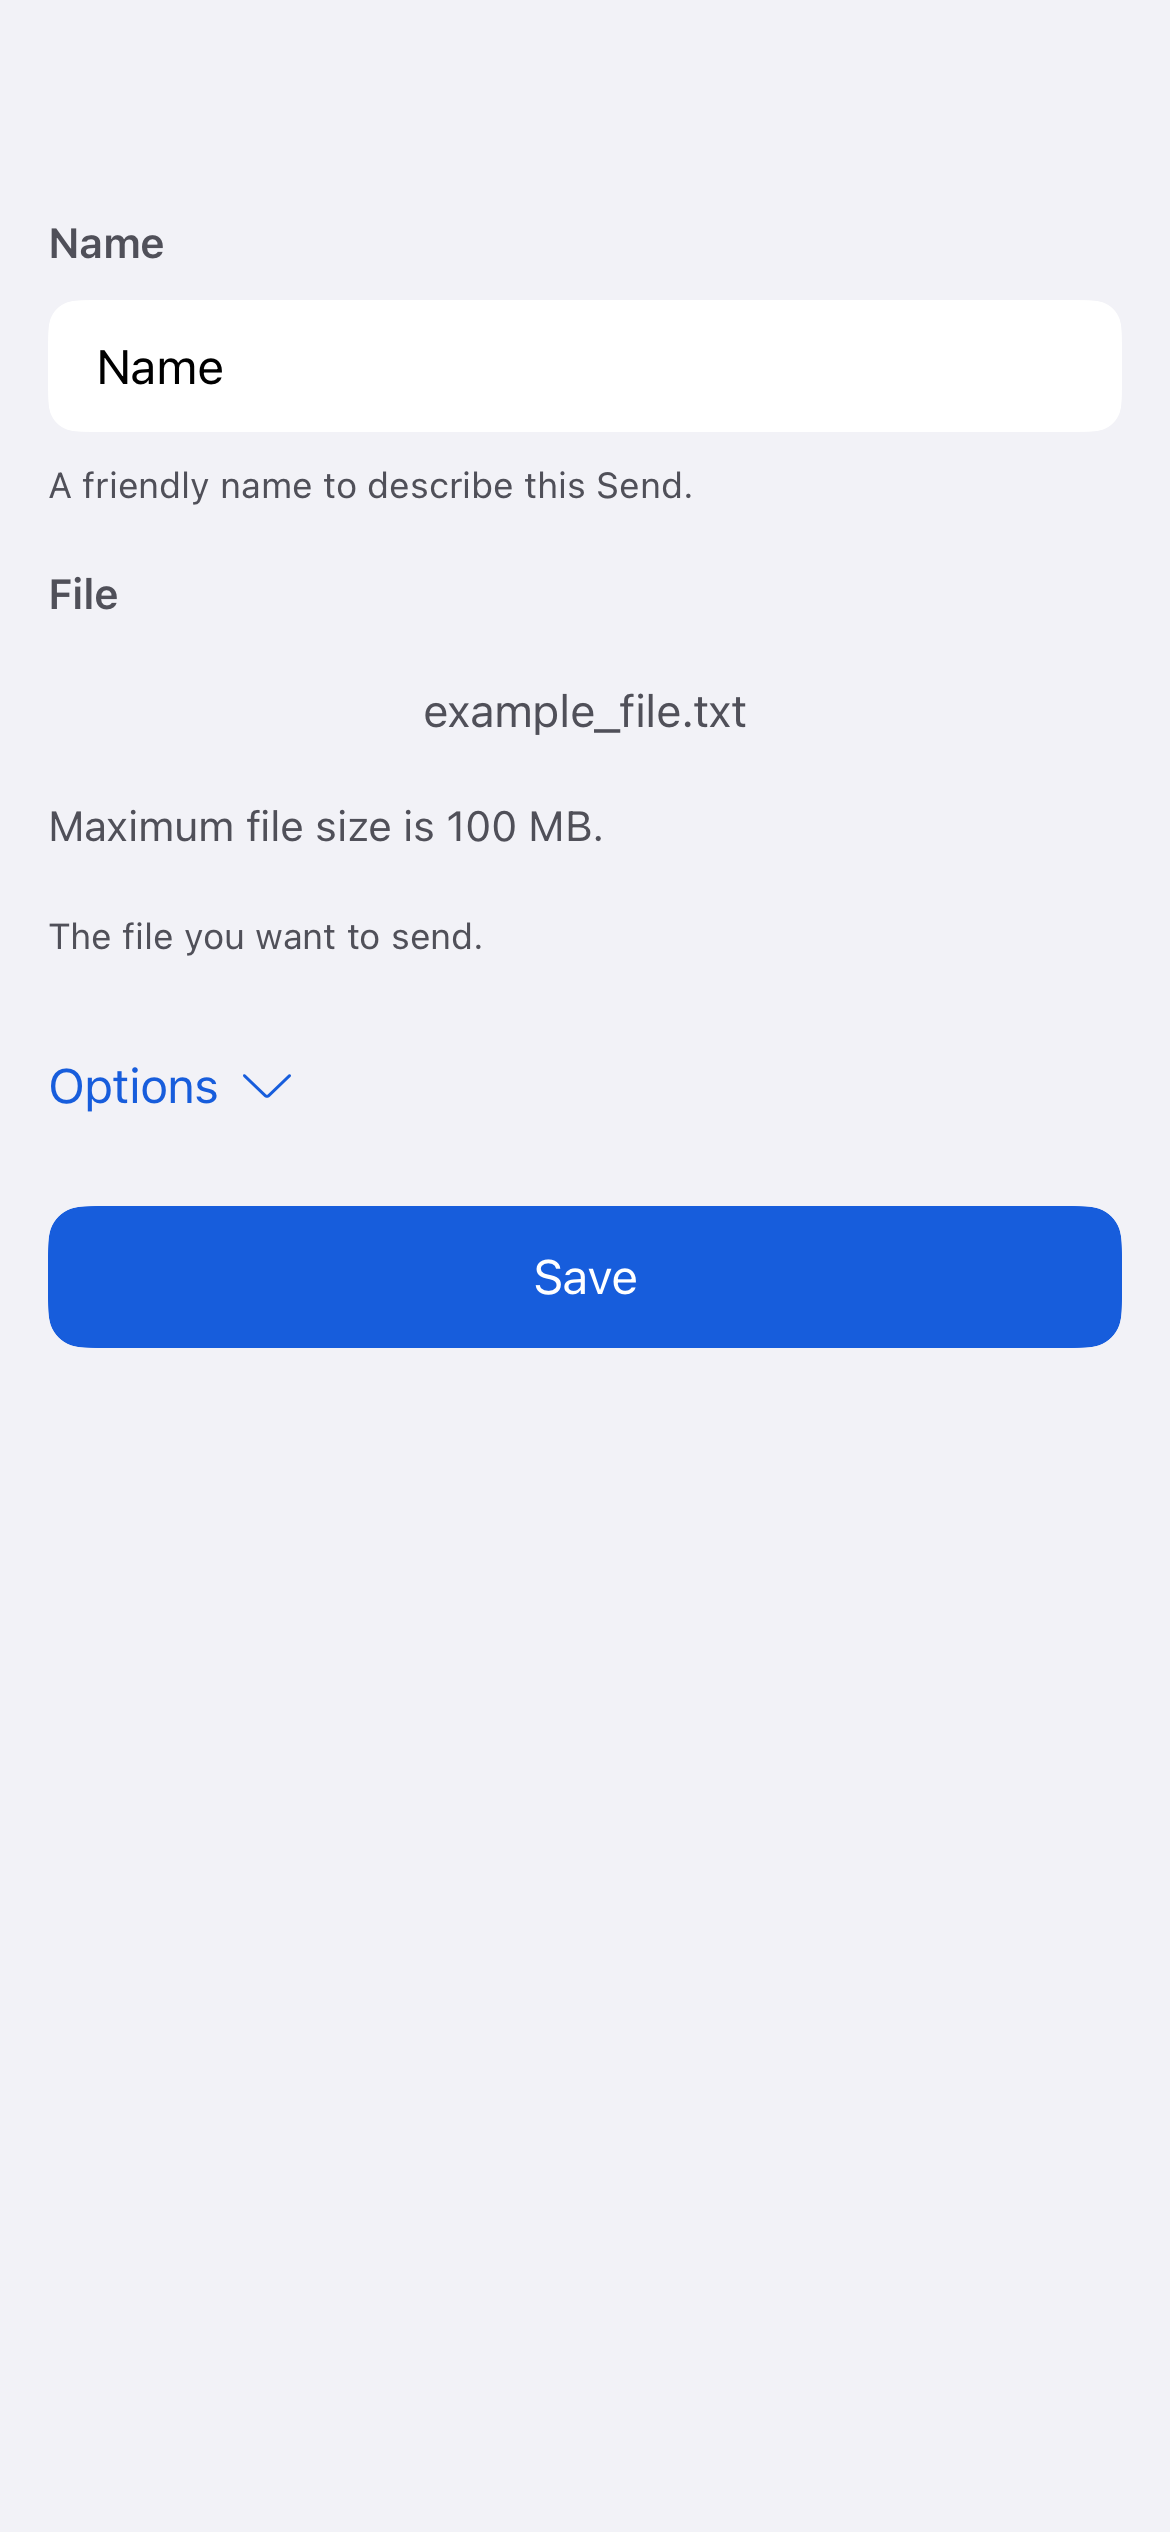 Name
Name
A friendly name to describe this Send.
File
example_file.txt
Maximum file size is 100 MB.
The file you want to send.
Options
Save